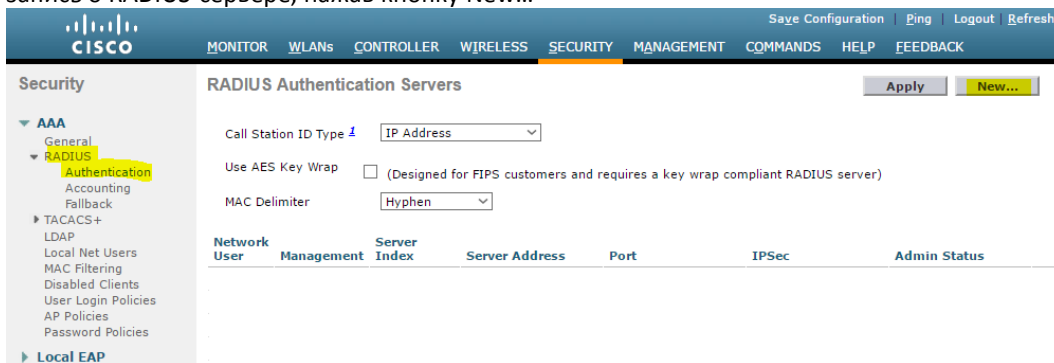 запись о RADIUS-сервере, нажав кнопку New…
Save Configuration | Ping | Logout | Refresh
CISCO
MONITOR WLANs CONTROLLER WIRELESS SECURITY MANAGEMENT COMMANDS HELP FEEDBACK
Security
RADIUS Authentication Servers
Apply
New...
AAA
General
RADIUS
Authentication
Accounting
Fallback
TACACS+
LDAP
Local Net Users
MAC Filtering
Disabled Clients
User Login Policies
AP Policies
Password Policies
Local EAP
Call Station ID Type 1 IP Address
Use AES Key Wrap (Designed for FIPS customers and requires a key wrap compliant RADIUS server)
MAC Delimiter Hyphen
Network User Management Server Index Server Address Port IPSec Admin Status